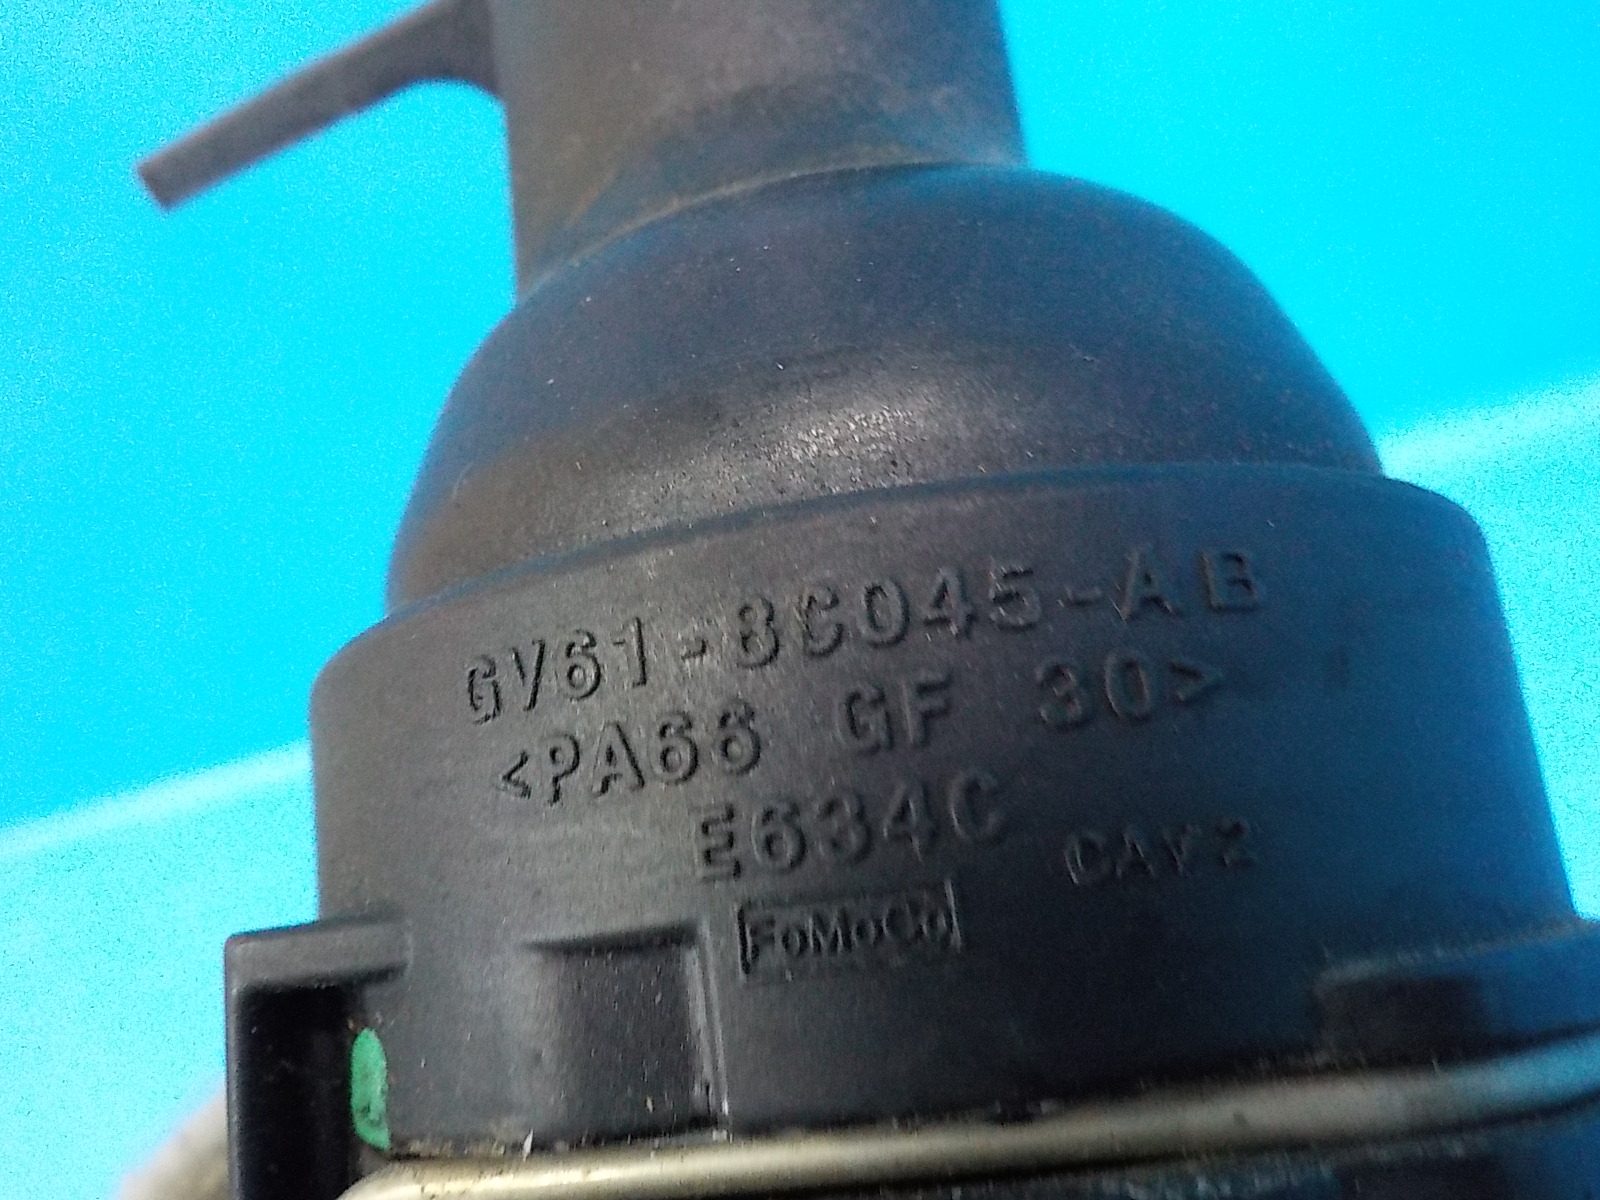 GV61-8C045-AB
<PA66 GF 30>
E634C
CAV2
FoMoCo